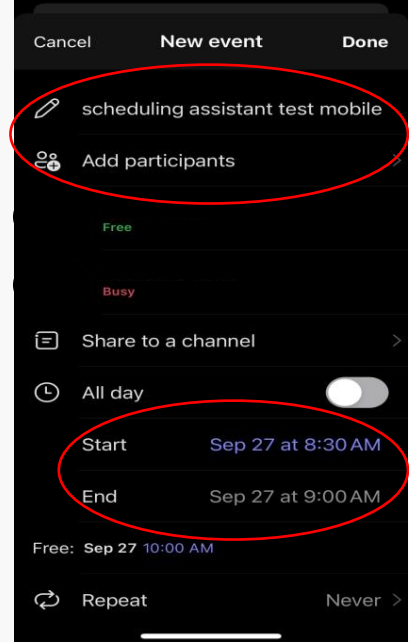 Cancel New event Done
scheduling assistant test mobile
Add participants
Free
Busy
Share to a channel
All day
Start Sep 27 at 8:30 AM
End Sep 27 at 9:00 AM
Free: Sep 27 10:00 AM
Repeat Never